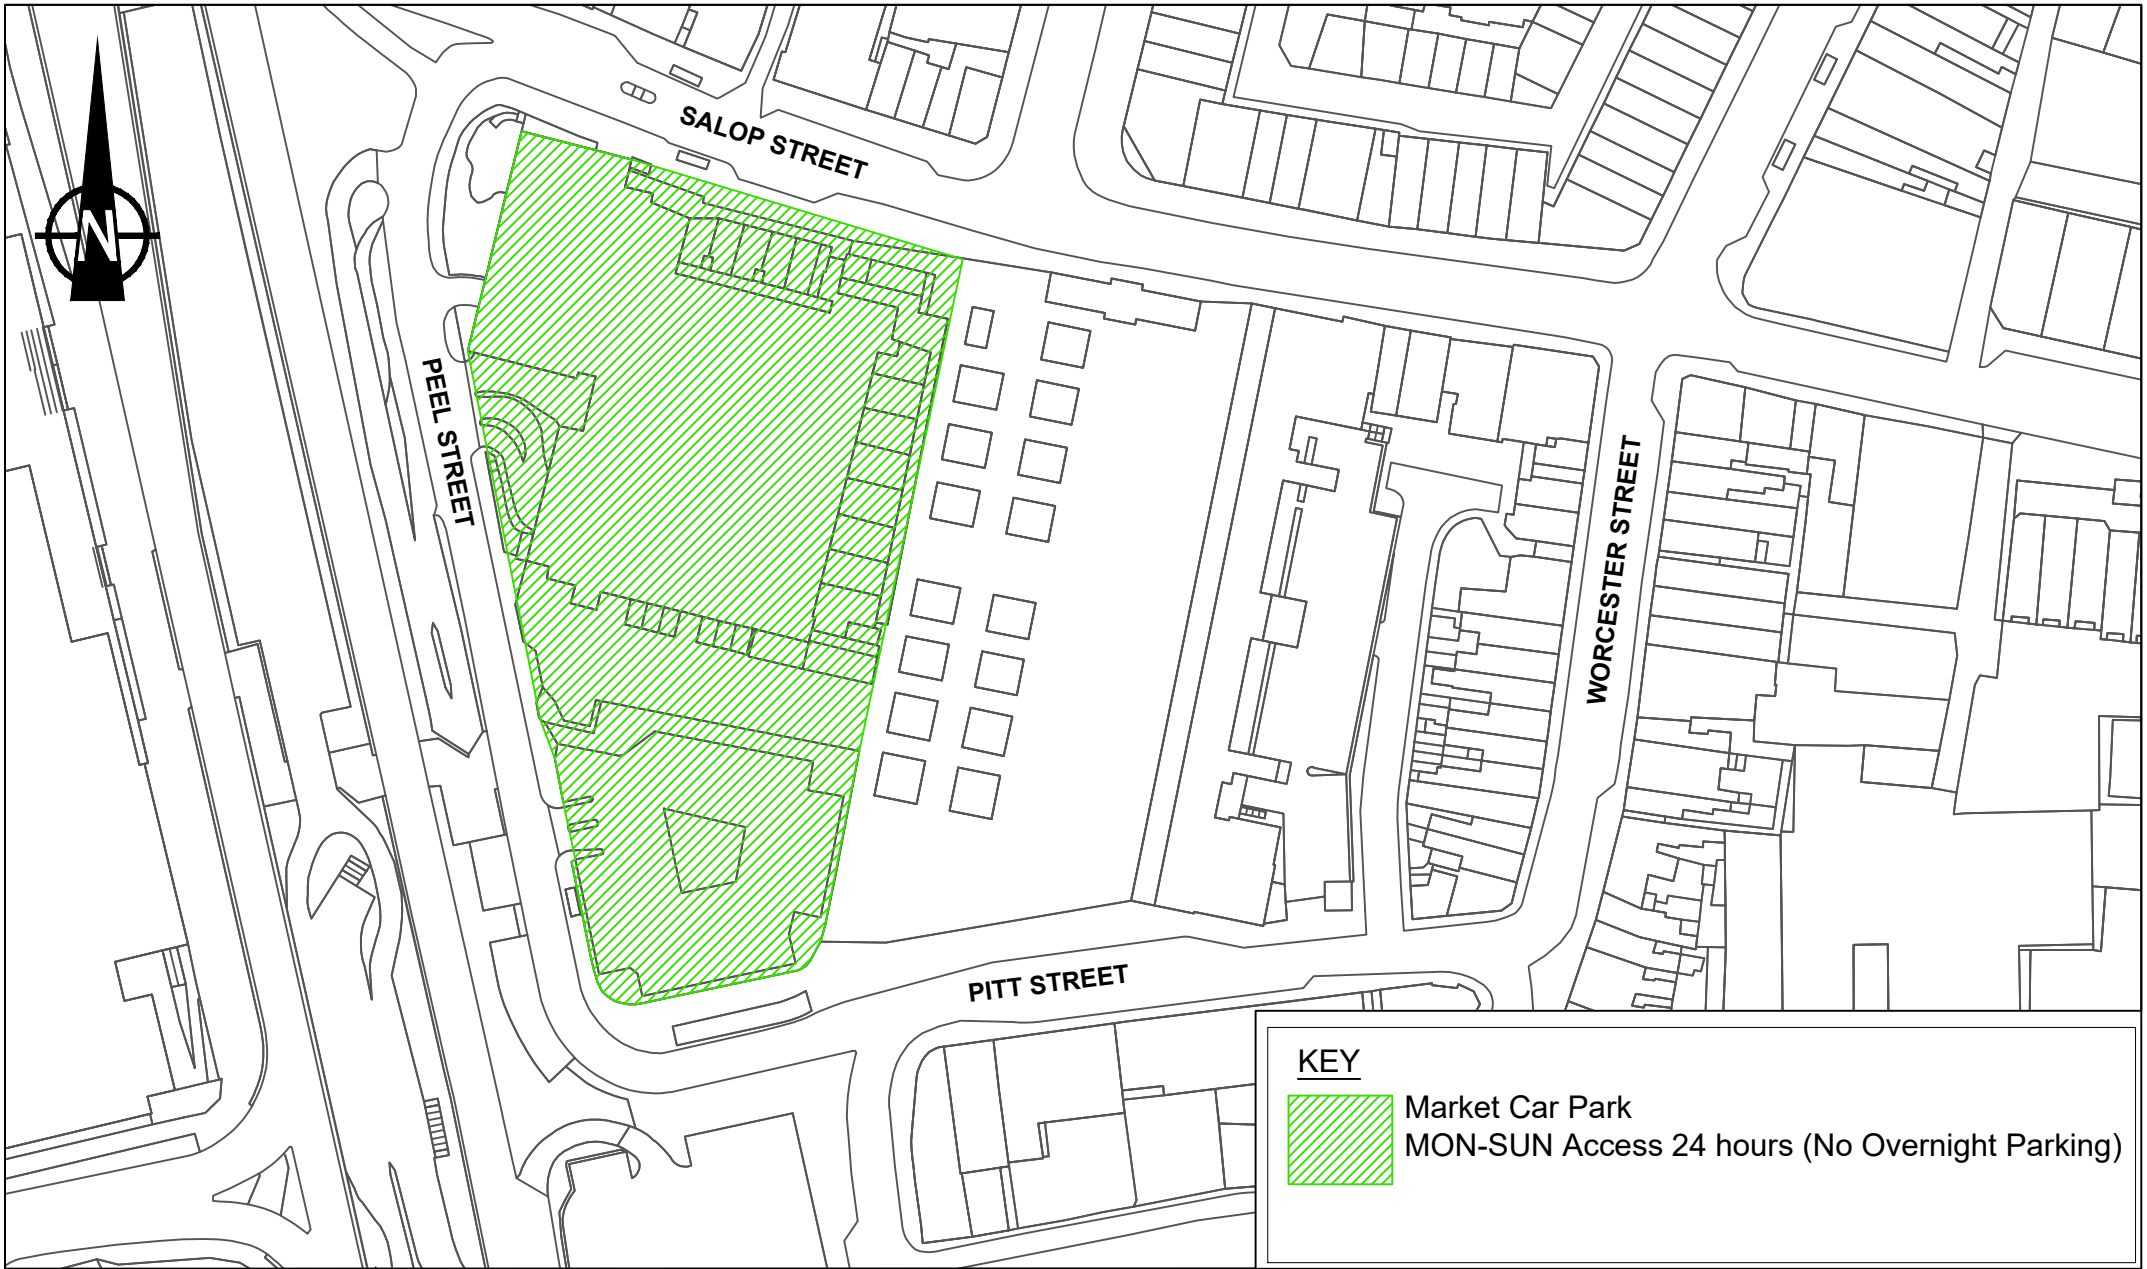 SALOP STREET
N
PEEL STREET
WORCESTER STREET
PITT STREET
KEY
Market Car Park
MON-SUN Access 24 hours (No Overnight Parking)